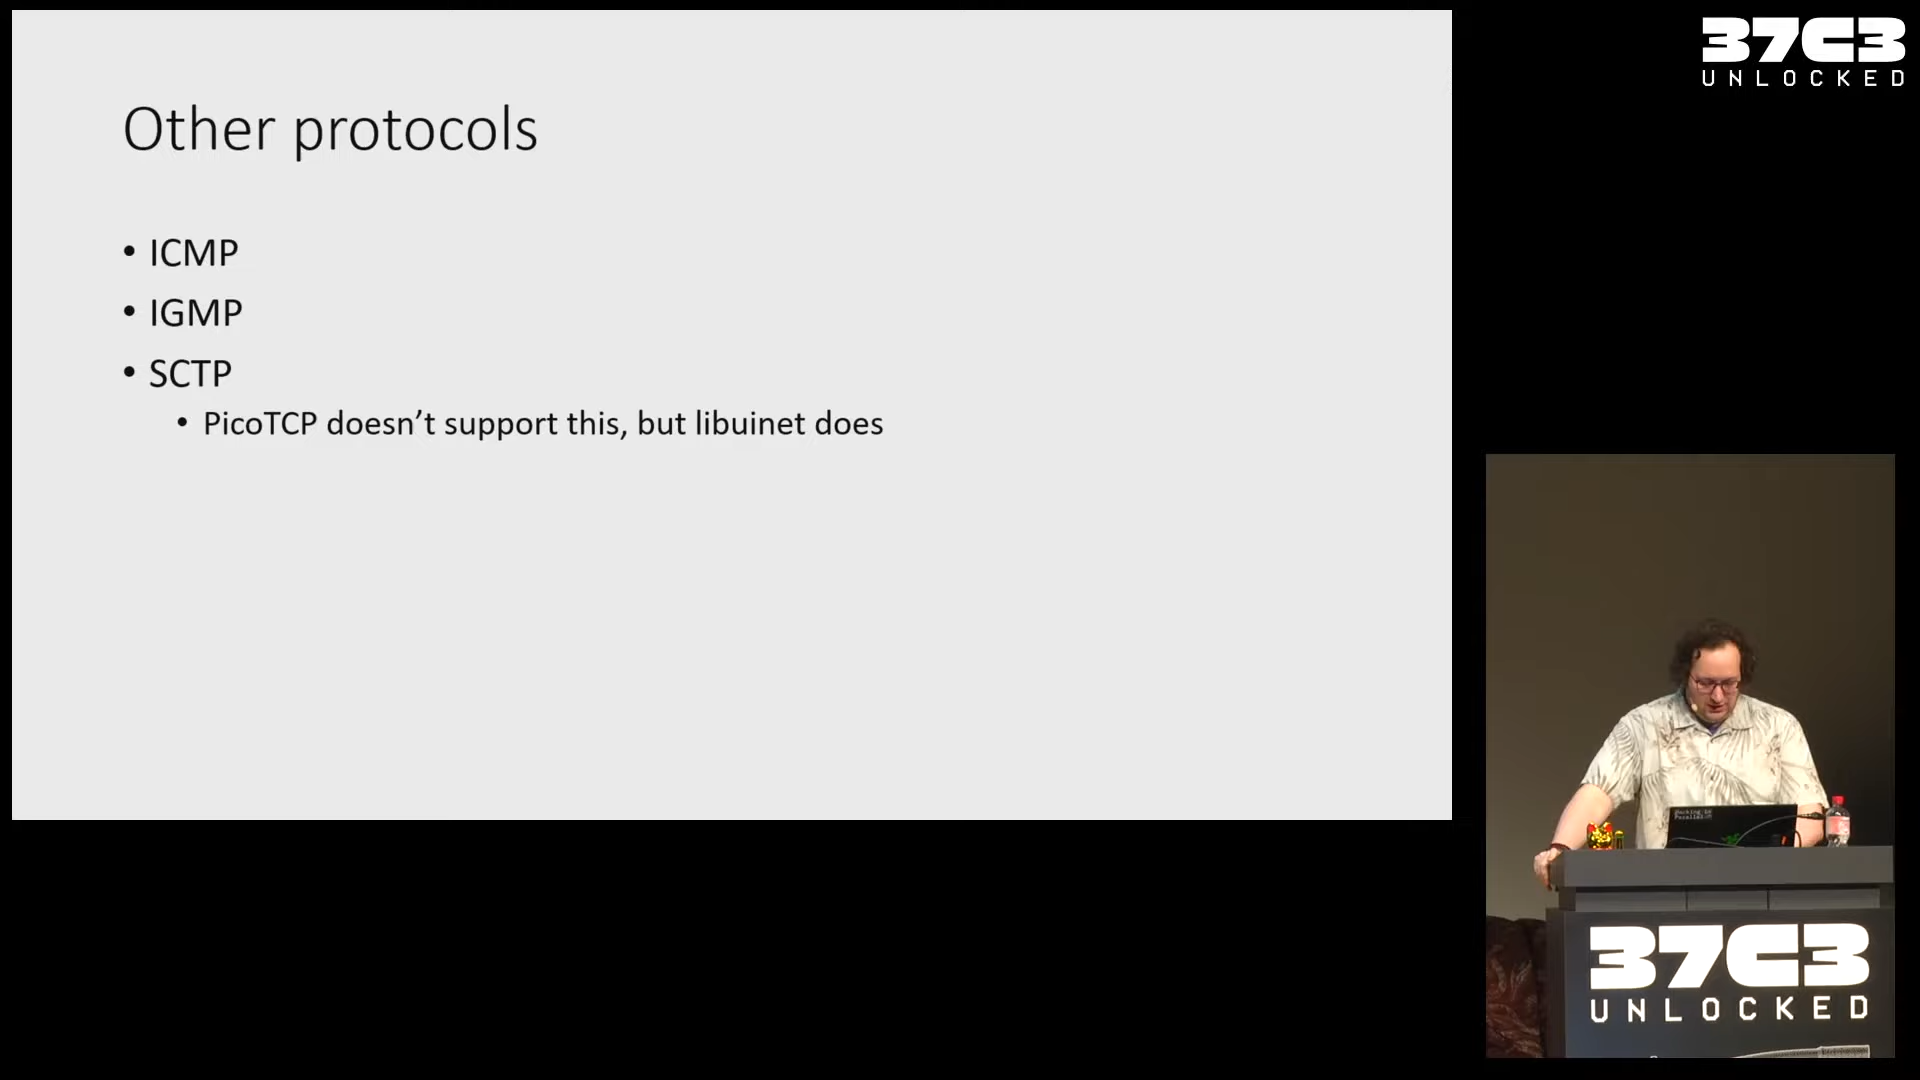 Other protocols
• ICMP
• IGMP
• SCTP
• PicoTCP doesn’t support this, but libuinet does
37C3
UNLOCKED
37C3
UNLOCKED